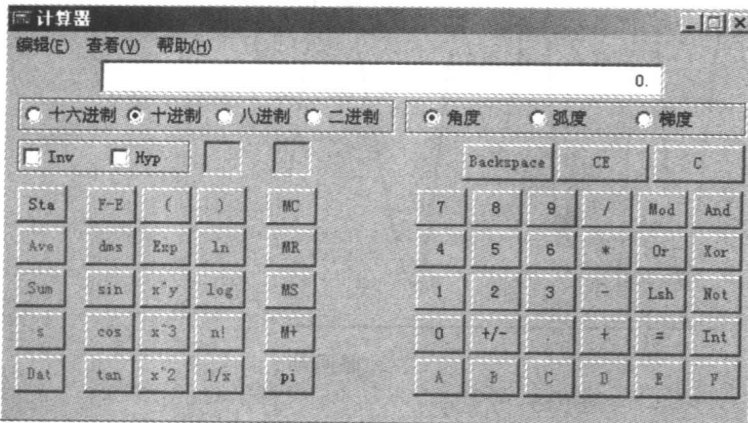 计算器
编辑(E) 查看(V) 帮助(H)
0.
十六进制 十进制 八进制 二进制 角度 弧度 梯度
Inv Hyp Backspace CE C
Sta F-E ( ) MC 7 8 9 / Mod And
Ave dms Exp ln MR 4 5 6 * Or Xor
Sum sin x^y log MS 1 2 3 - Lsh Not
s cos x^3 n! M+ 0 +/- . + = Int
Dat tan x^2 1/x pi A B C D E F